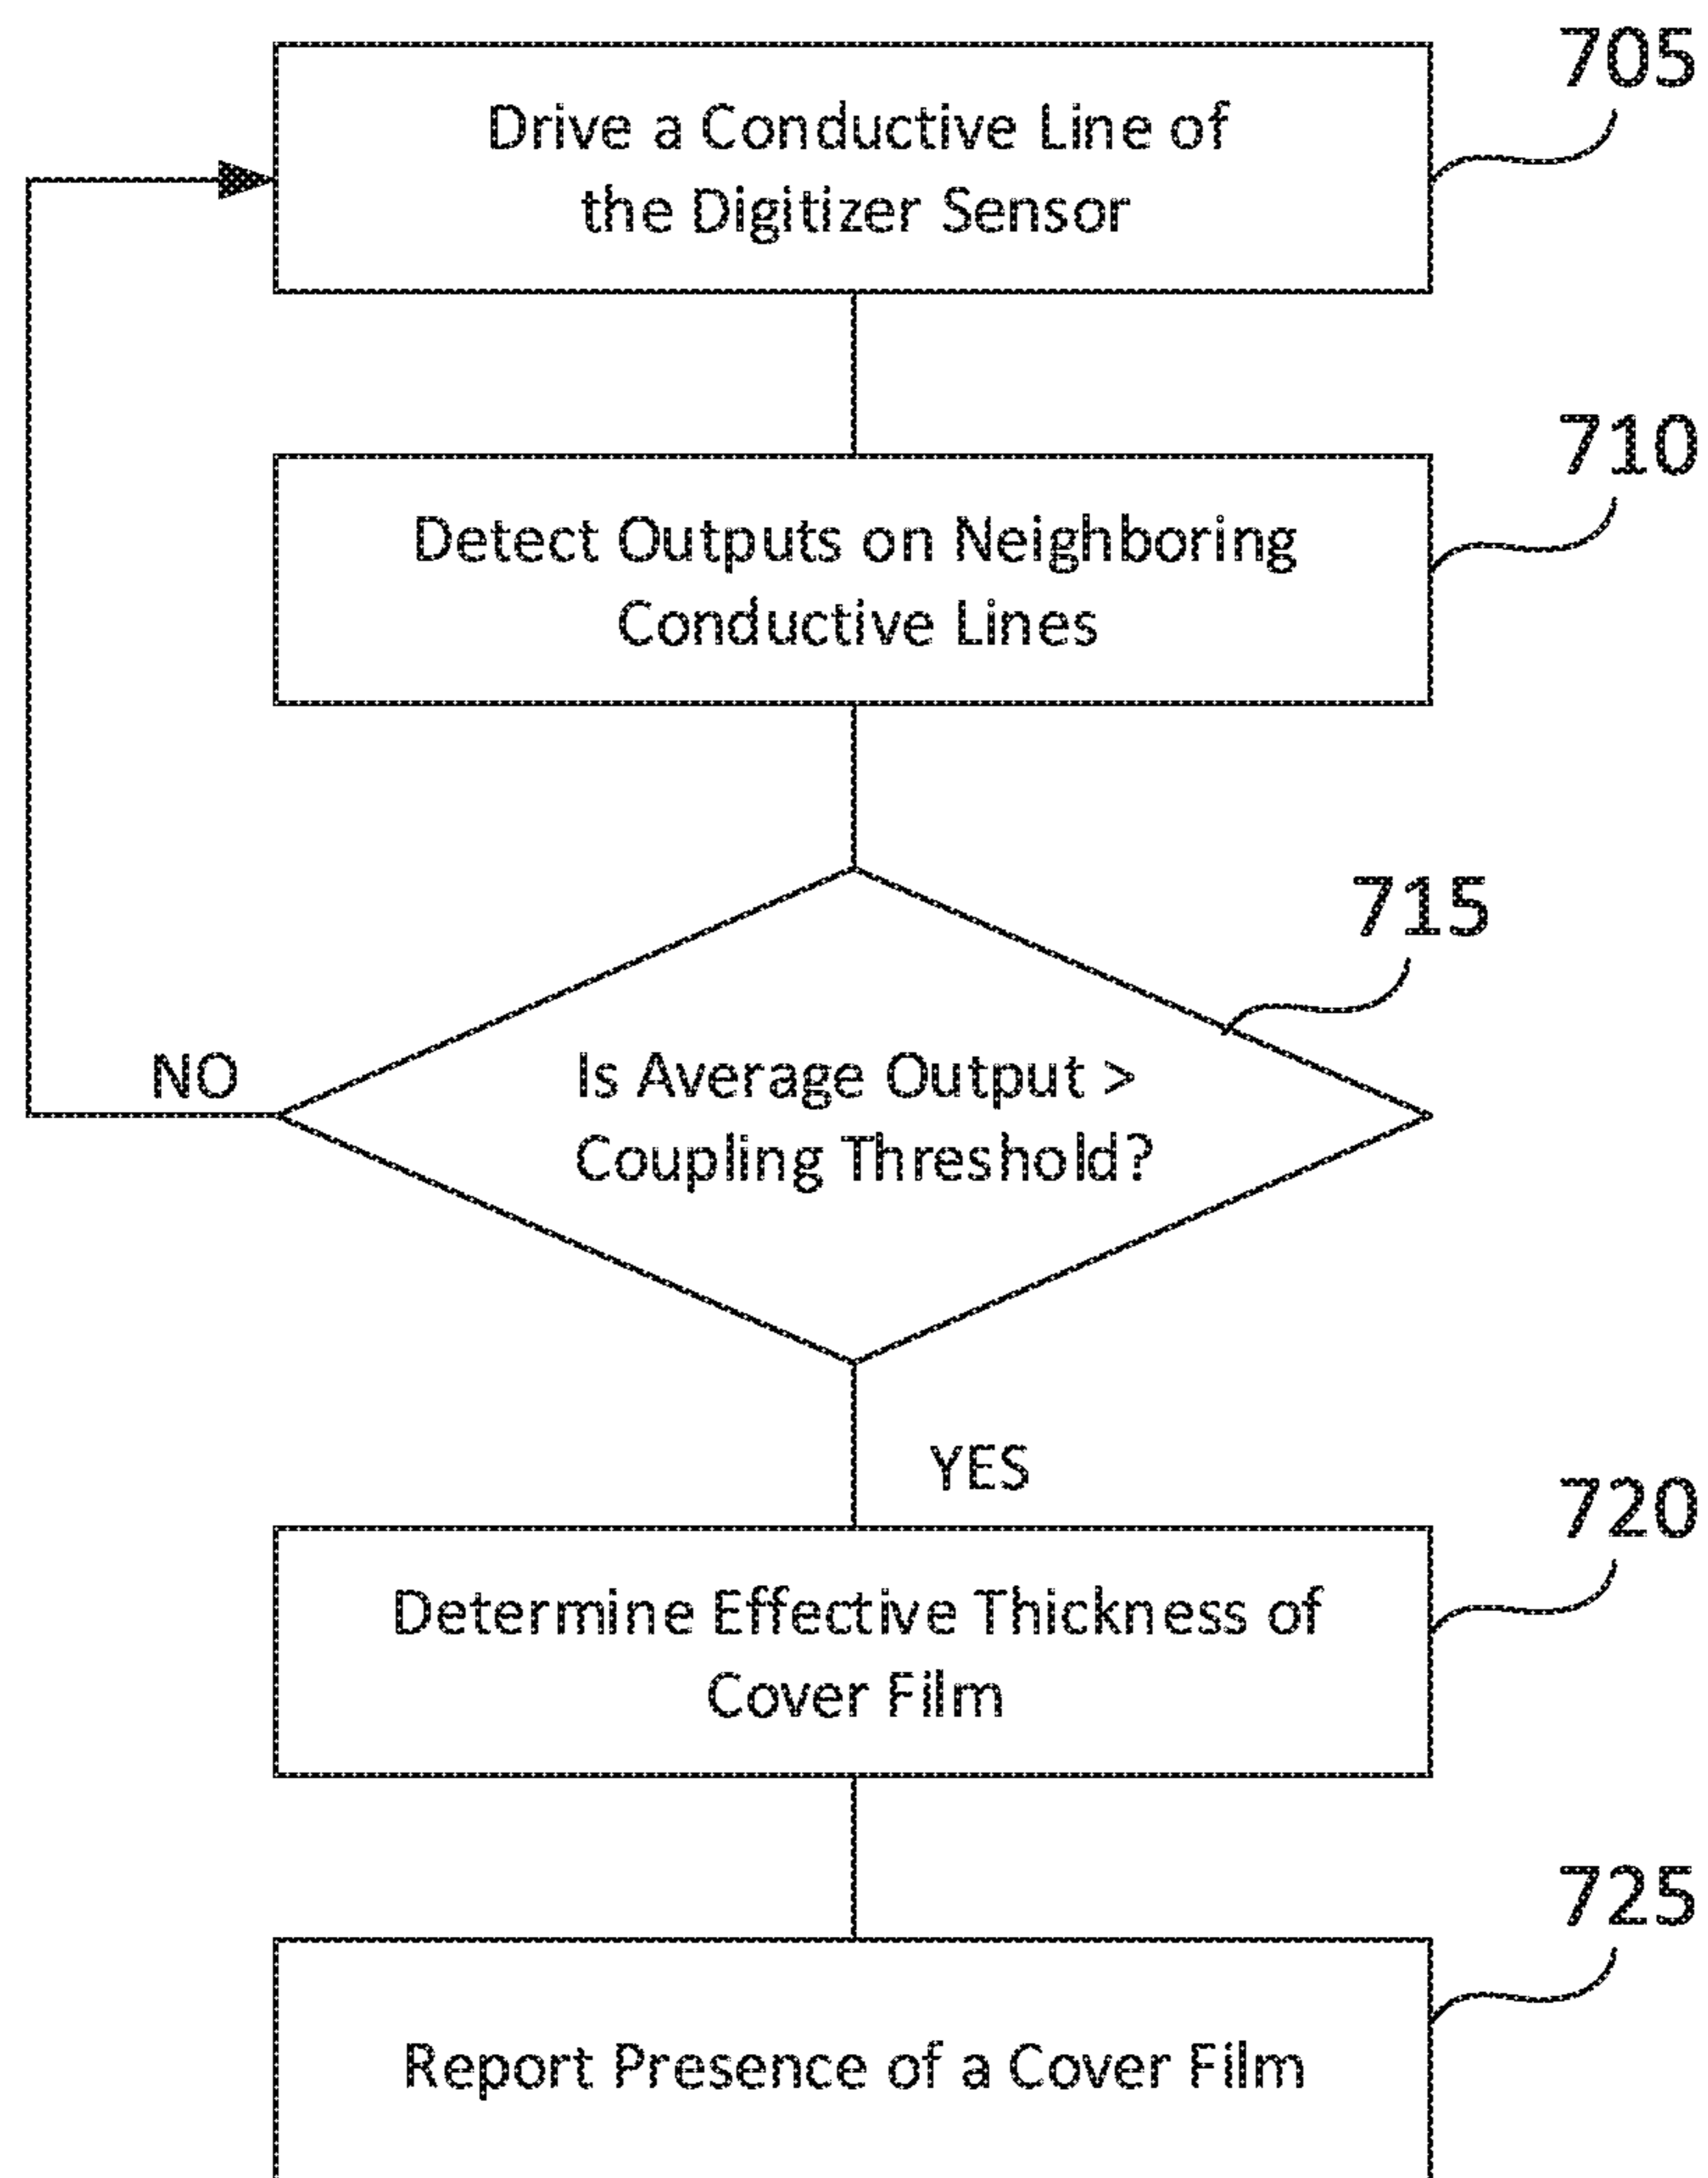 705
Drive a Conductive Line of
the Digitizer Sensor
710
Detect Outputs on Neighboring
Conductive Lines
715
NO
Is Average Output >
Coupling Threshold?
YES
720
Determine Effective Thickness of
Cover Film
725
Report Presence of a Cover Film